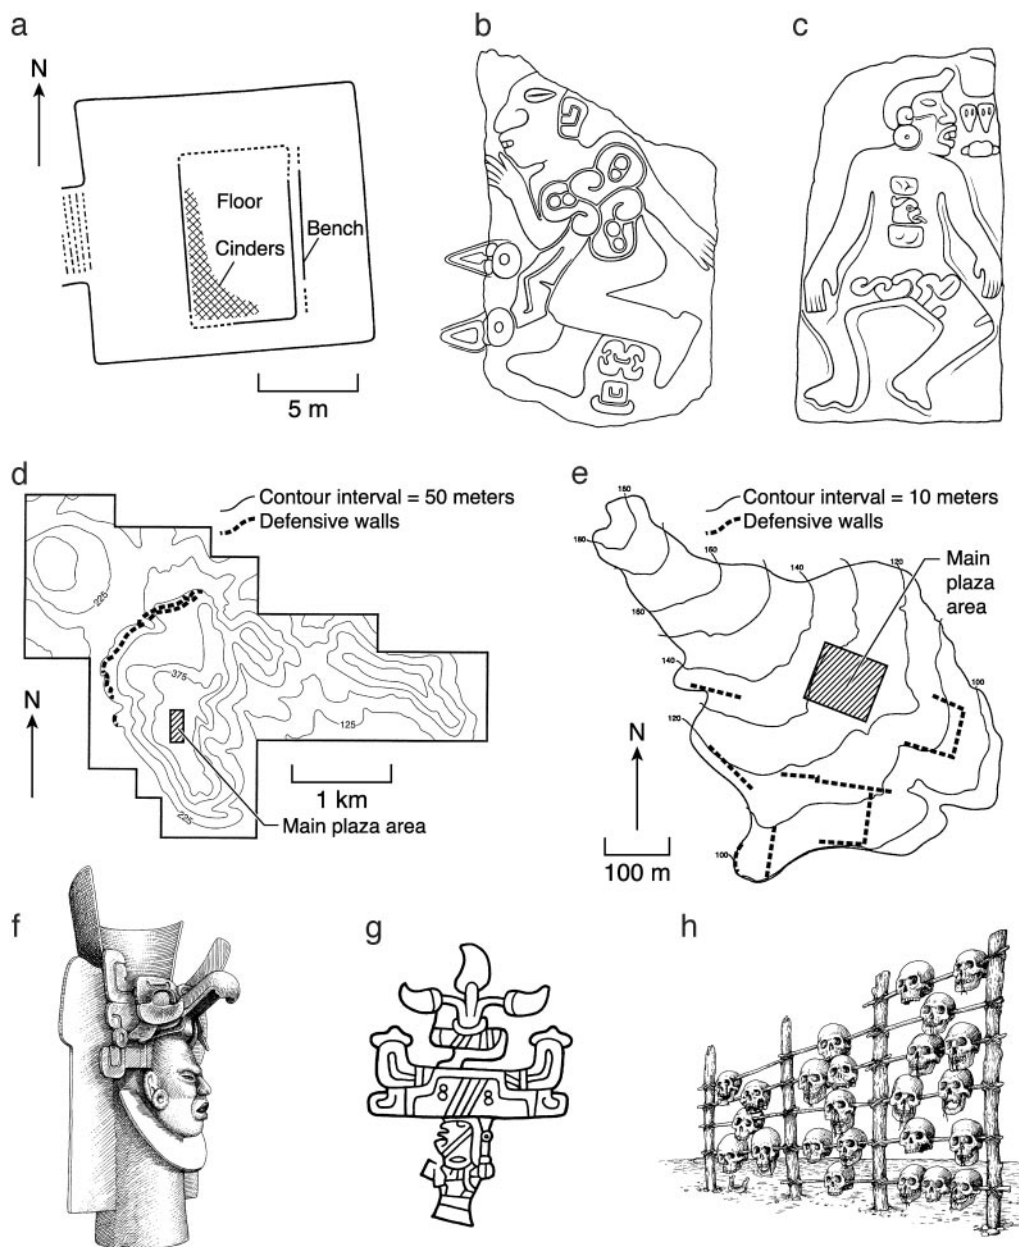 a
N
Floor
Cinders
Bench
5 m
b
c
d
Contour interval = 50 meters
Defensive walls
225
375
125
225
N
1 km
Main plaza area
e
Contour interval = 10 meters
Defensive walls
Main
plaza
area
180
180
160
160
140
140
120
120
100
100
N
100 m
f
g
h